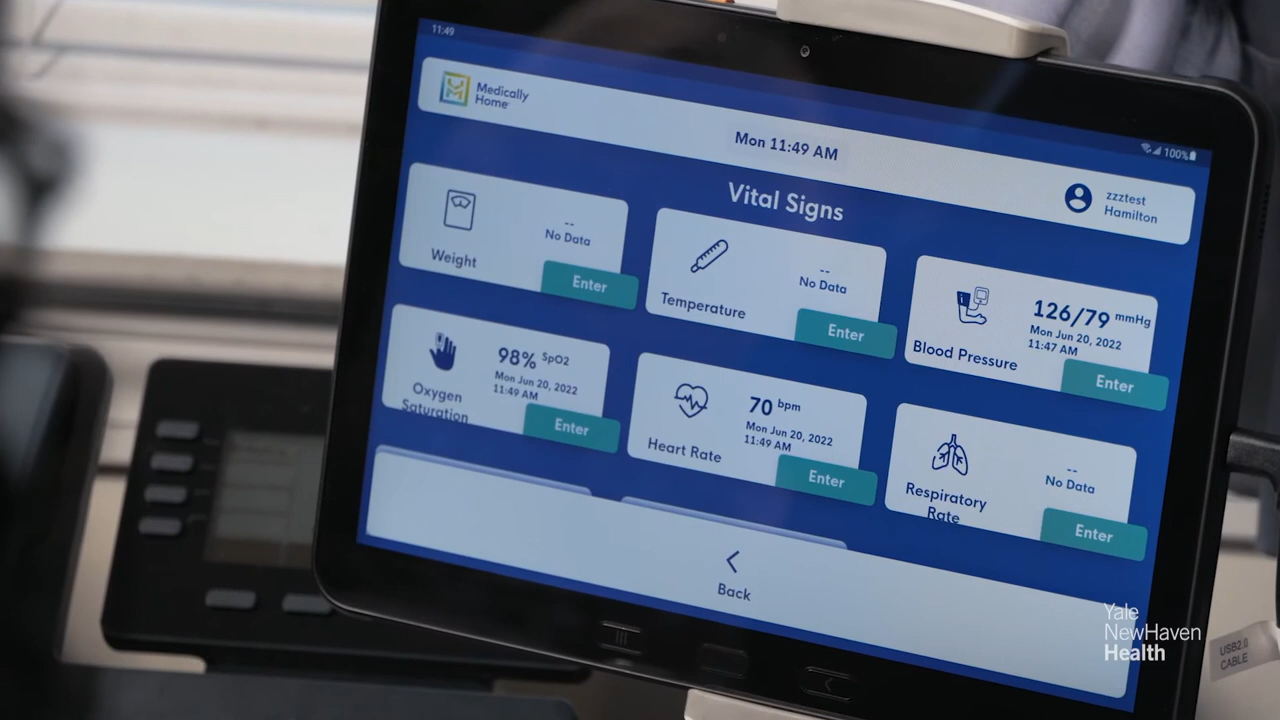 11:49
100%
Medically
Home
Mon 11:49 AM
zzztest
Hamilton
Vital Signs
Weight
--
No Data
Enter
Temperature
--
No Data
Enter
Blood Pressure
126/79 mmHg
Mon Jun 20, 2022
11:47 AM
Enter
Oxygen
Saturation
98% SpO2
Mon Jun 20, 2022
11:49 AM
Enter
Heart Rate
70 bpm
Mon Jun 20, 2022
11:49 AM
Enter
Respiratory
Rate
--
No Data
Enter
Back
Yale
NewHaven
Health
USB2.0
CABLE